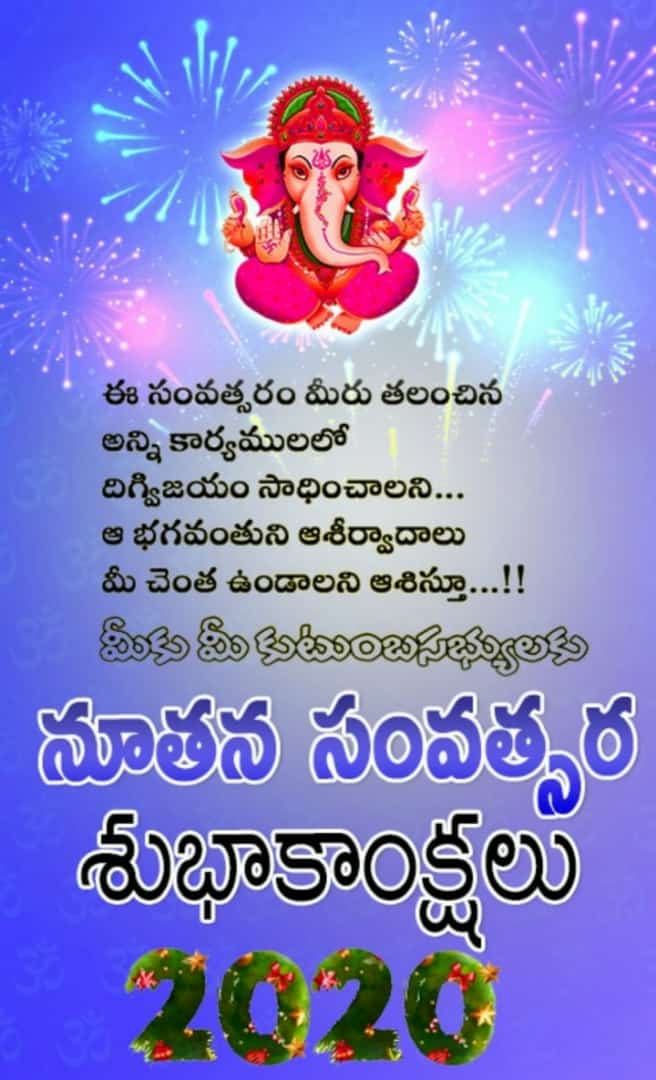 ఈ సంవత్సరం మీరు తలంచిన
అన్ని కార్యములలో
దిగ్విజయం సాధించాలని...
ఆ భగవంతుని ఆశీర్వాదాలు
మీ చెంత ఉండాలని ఆశిస్తూ...!!
మీకు మీ కుటుంబసభ్యులకు
నూతన సంవత్సర
శుభాకాంక్షలు
2020